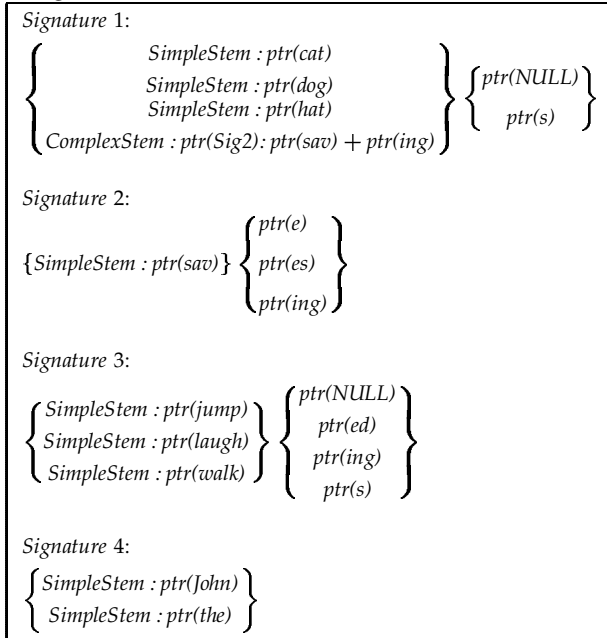 Signature 1:
SimpleStem : ptr(cat)
SimpleStem : ptr(dog)
SimpleStem : ptr(hat)
ComplexStem : ptr(Sig2): ptr(sav) + ptr(ing)
ptr(NULL)
ptr(s)
Signature 2:
{SimpleStem : ptr(sav)}
ptr(e)
ptr(es)
ptr(ing)
Signature 3:
SimpleStem : ptr(jump)
SimpleStem : ptr(laugh)
SimpleStem : ptr(walk)
ptr(NULL)
ptr(ed)
ptr(ing)
ptr(s)
Signature 4:
SimpleStem : ptr(John)
SimpleStem : ptr(the)